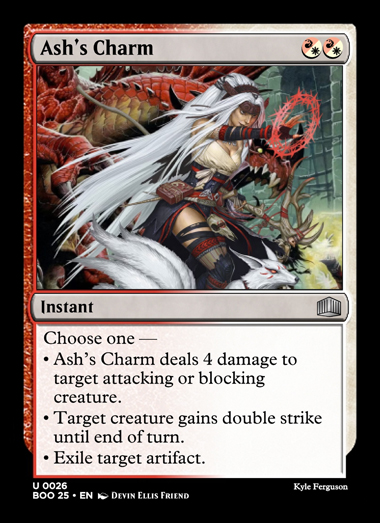 Ash's Charm
Instant
Choose one —
• Ash's Charm deals 4 damage to
target attacking or blocking
creature.
• Target creature gains double strike
until end of turn.
• Exile target artifact.
U 0026
BOO 25 • EN Devin Ellis Friend
Kyle Ferguson